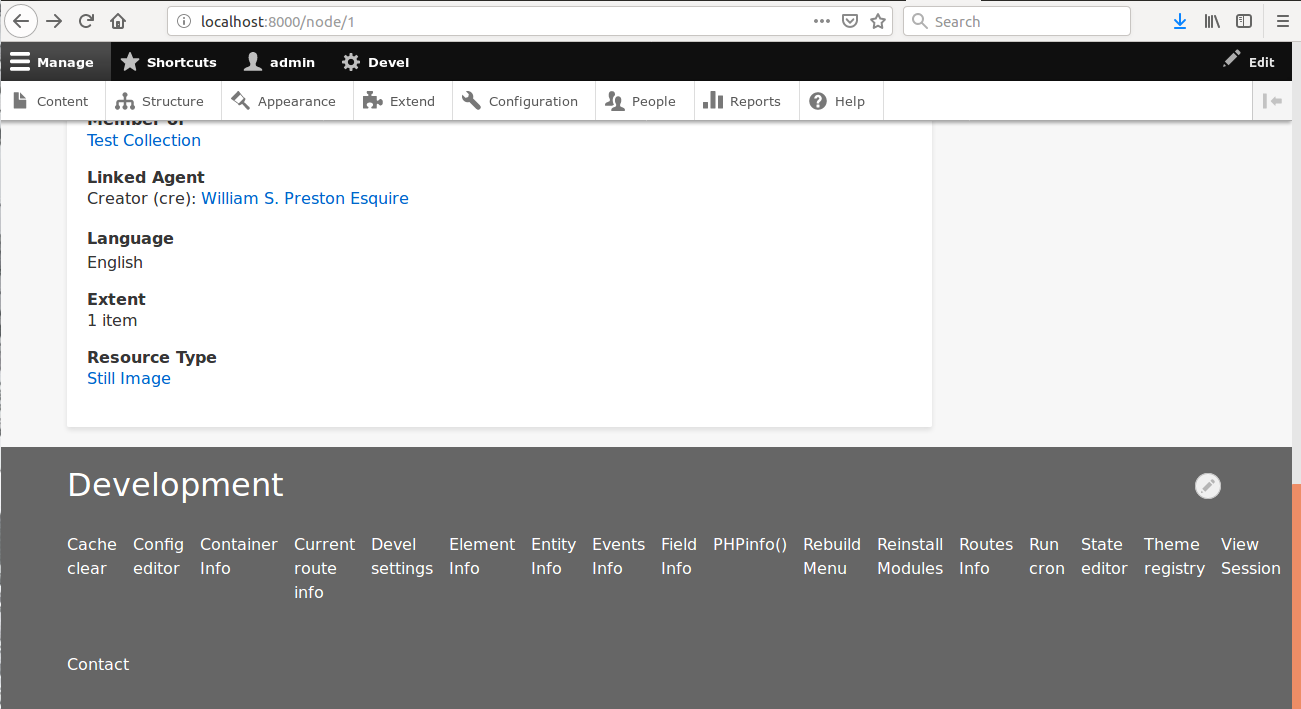 localhost:8000/node/1
Search
Manage Shortcuts admin Devel Edit
Content Structure Appearance Extend Configuration People Reports Help
Member of
Test Collection
Linked Agent
Creator (cre): William S. Preston Esquire
Language
English
Extent
1 item
Resource Type
Still Image
Development
Cache Config Container Current Devel Element Entity Events Field PHPinfo() Rebuild Reinstall Routes Run State Theme View
clear editor Info route settings Info Info Info Info Menu Modules Info cron editor registry Session
info
Contact